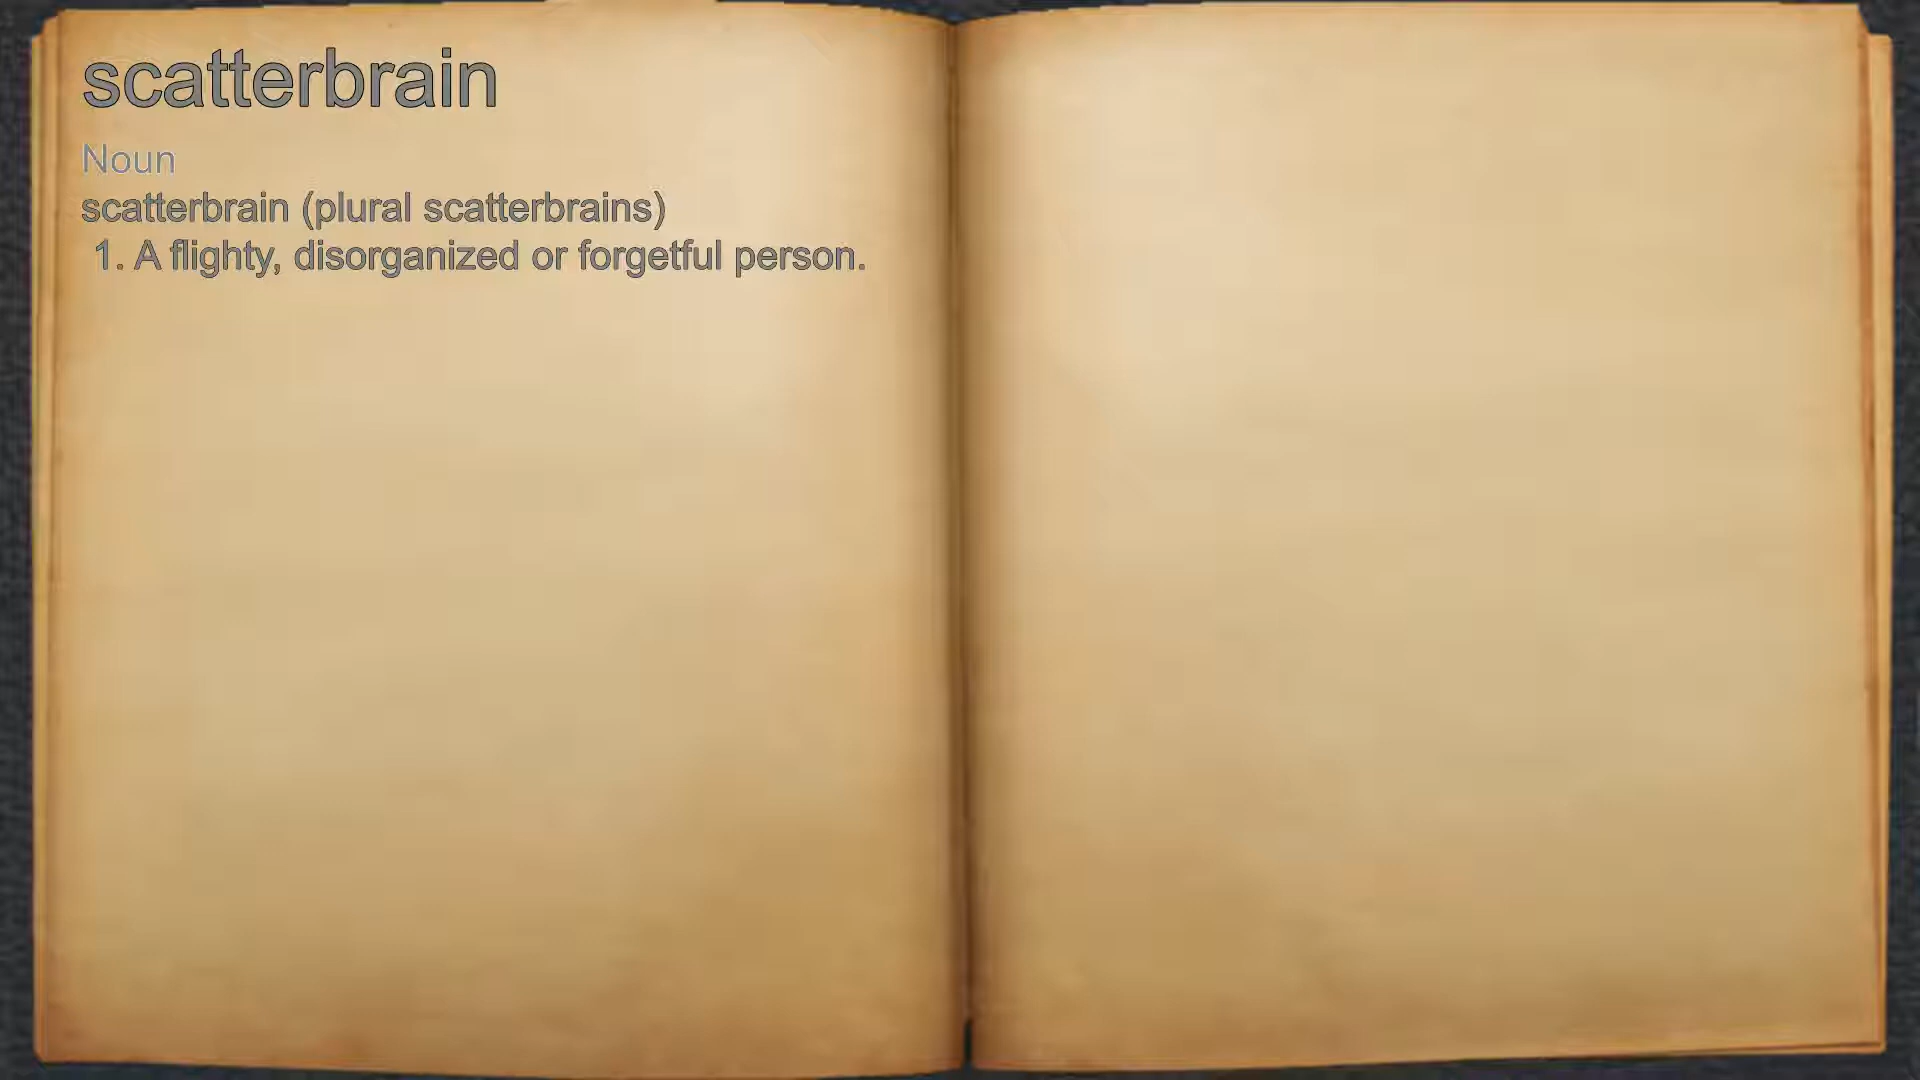 scatterbrain
Noun
scatterbrain (plural scatterbrains)
1. A flighty, disorganized or forgetful person.